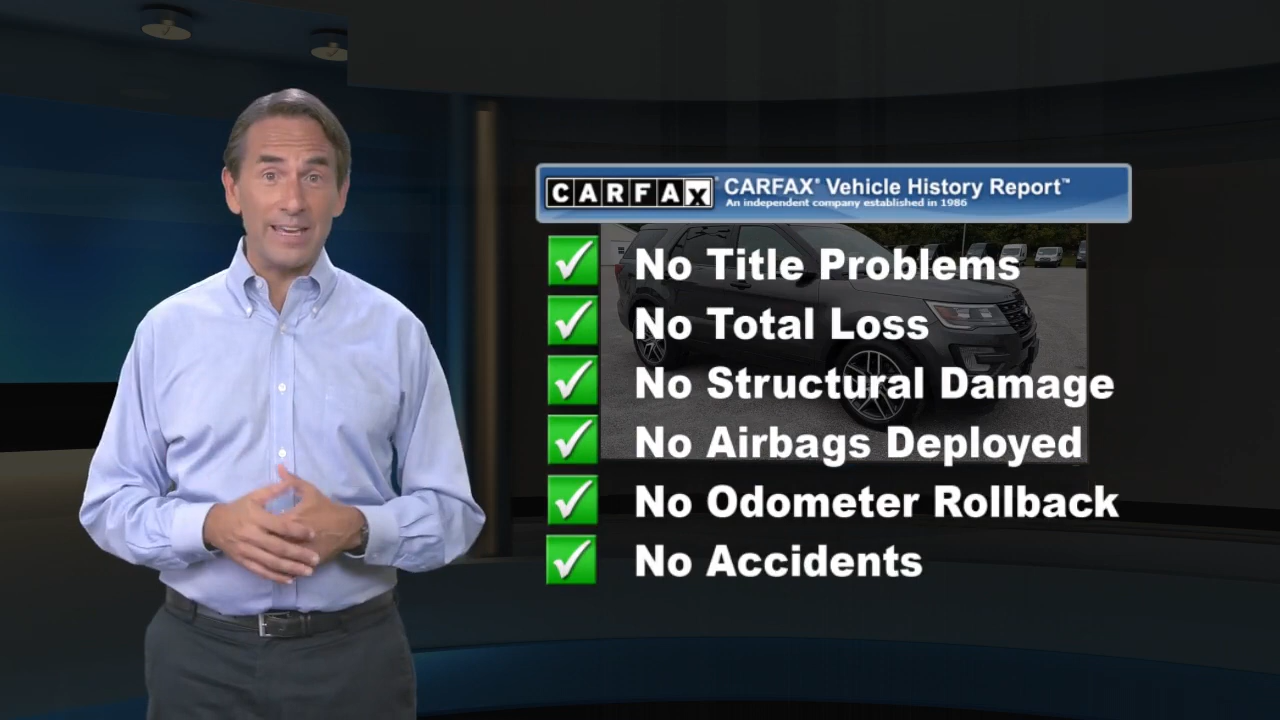 CARFAX
CARFAX® Vehicle History Report™
An independent company established in 1986
No Title Problems
No Total Loss
No Structural Damage
No Airbags Deployed
No Odometer Rollback
No Accidents